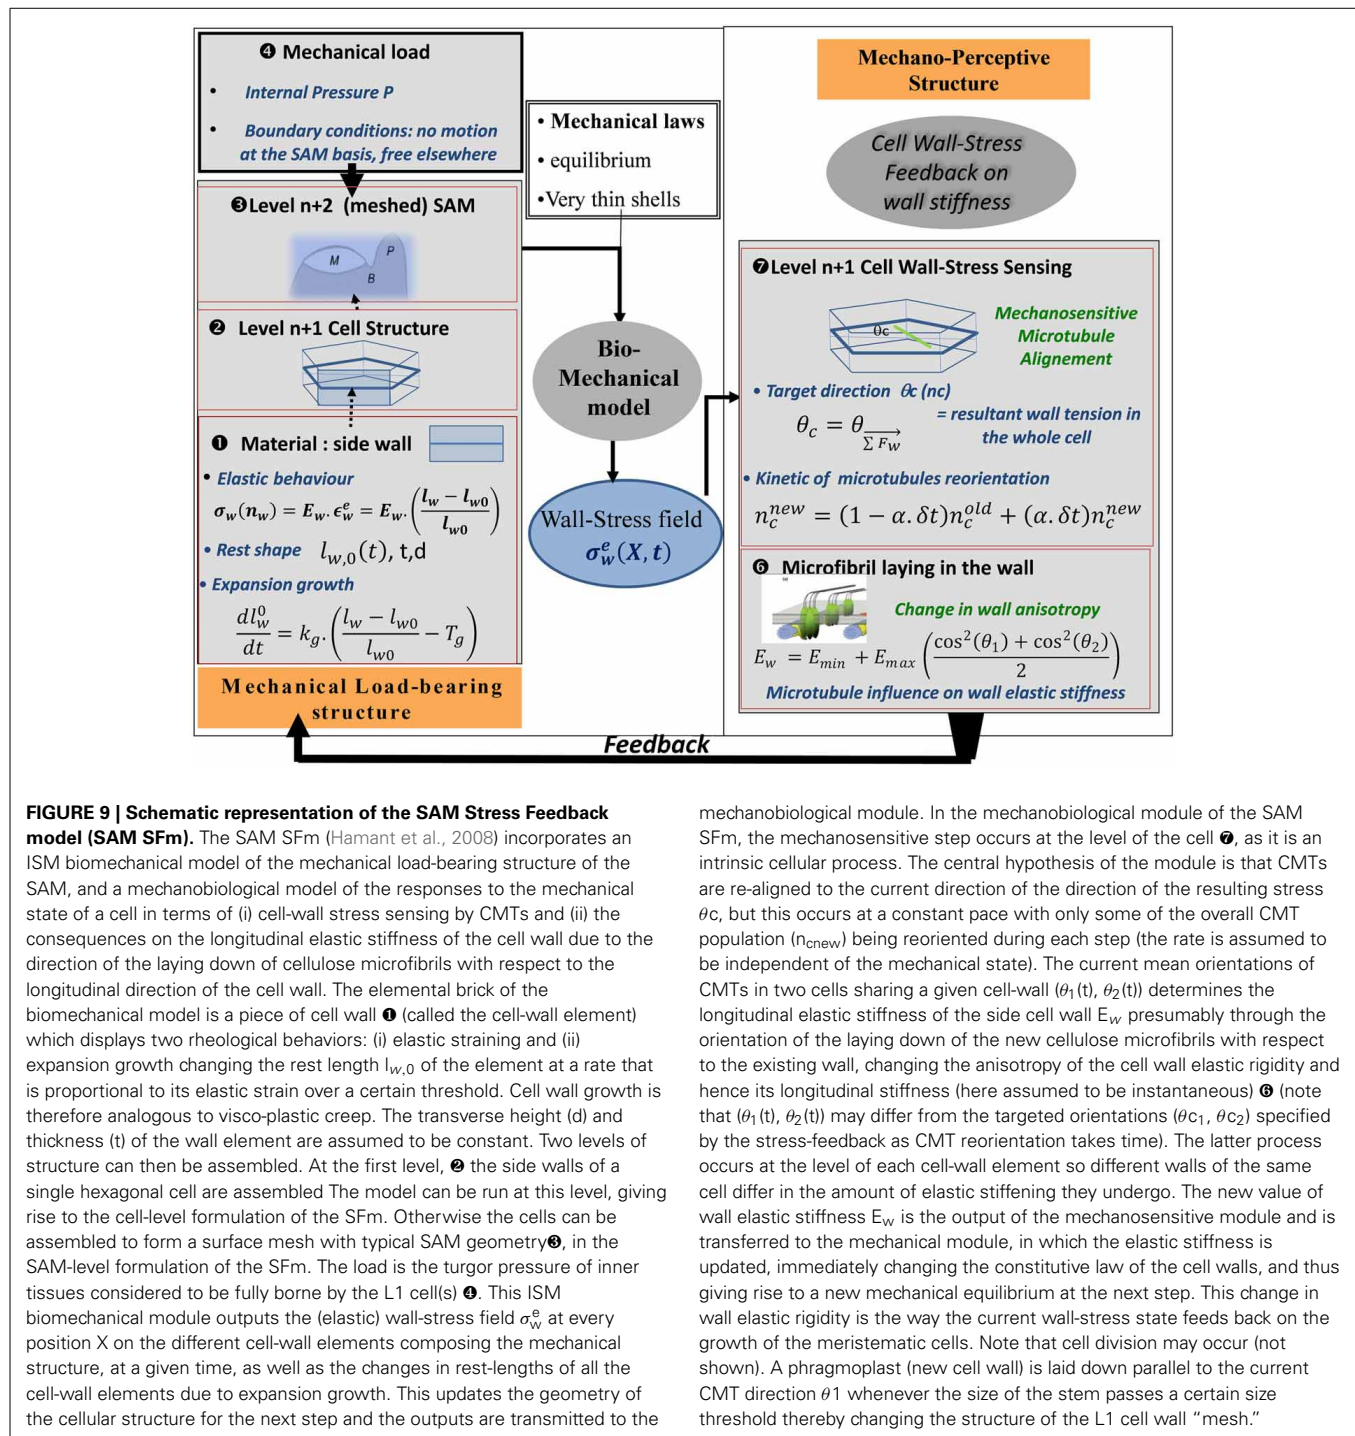 ❹ Mechanical load
• Internal Pressure P
• Boundary conditions: no motion
at the SAM basis, free elsewhere
❸Level n+2 (meshed) SAM
M
P
B
❷ Level n+1 Cell Structure
❶ Material : side wall
• Elastic behaviour
σ_w(n_w) = E_w. ϵ_w^e = E_w. ((l_w − l_w0) / l_w0)
• Rest shape l_w,0(t), t,d
• Expansion growth
dl_w^0 / dt = k_g. ((l_w − l_w0) / l_w0 − T_g)
Mechanical Load-bearing
structure
• Mechanical laws
• equilibrium
•Very thin shells
Bio-
Mechanical
model
Wall-Stress field
σ_w^e(X, t)
Mechano-Perceptive
Structure
Cell Wall-Stress
Feedback on
wall stiffness
❼Level n+1 Cell Wall-Stress Sensing
θc
Mechanosensitive
Microtubule
Alignement
• Target direction θc (nc)
= resultant wall tension in
the whole cell
θ_c = θ_(∑ F_w)
• Kinetic of microtubules reorientation
n_c^new = (1 − α. δt)n_c^old + (α. δt)n_c^new
❻ Microfibril laying in the wall
Change in wall anisotropy
E_w = E_min + E_max ((cos²(θ_1) + cos²(θ_2)) / 2)
Microtubule influence on wall elastic stiffness
Feedback
FIGURE 9 | Schematic representation of the SAM Stress Feedback
model (SAM SFm). The SAM SFm (Hamant et al., 2008) incorporates an
ISM biomechanical model of the mechanical load-bearing structure of the
SAM, and a mechanobiological model of the responses to the mechanical
state of a cell in terms of (i) cell-wall stress sensing by CMTs and (ii) the
consequences on the longitudinal elastic stiffness of the cell wall due to the
direction of the laying down of cellulose microfibrils with respect to the
longitudinal direction of the cell wall. The elemental brick of the
biomechanical model is a piece of cell wall ❶ (called the cell-wall element)
which displays two rheological behaviors: (i) elastic straining and (ii)
expansion growth changing the rest length l_w,0 of the element at a rate that
is proportional to its elastic strain over a certain threshold. Cell wall growth is
therefore analogous to visco-plastic creep. The transverse height (d) and
thickness (t) of the wall element are assumed to be constant. Two levels of
structure can then be assembled. At the first level, ❷ the side walls of a
single hexagonal cell are assembled The model can be run at this level, giving
rise to the cell-level formulation of the SFm. Otherwise the cells can be
assembled to form a surface mesh with typical SAM geometry❸, in the
SAM-level formulation of the SFm. The load is the turgor pressure of inner
tissues considered to be fully borne by the L1 cell(s) ❹. This ISM
biomechanical module outputs the (elastic) wall-stress field σ_w^e at every
position X on the different cell-wall elements composing the mechanical
structure, at a given time, as well as the changes in rest-lengths of all the
cell-wall elements due to expansion growth. This updates the geometry of
the cellular structure for the next step and the outputs are transmitted to the
mechanobiological module. In the mechanobiological module of the SAM
SFm, the mechanosensitive step occurs at the level of the cell ❼, as it is an
intrinsic cellular process. The central hypothesis of the module is that CMTs
are re-aligned to the current direction of the direction of the resulting stress
θc, but this occurs at a constant pace with only some of the overall CMT
population (n_cnew) being reoriented during each step (the rate is assumed to
be independent of the mechanical state). The current mean orientations of
CMTs in two cells sharing a given cell-wall (θ_1(t), θ_2(t)) determines the
longitudinal elastic stiffness of the side cell wall E_w presumably through the
orientation of the laying down of the new cellulose microfibrils with respect
to the existing wall, changing the anisotropy of the cell wall elastic rigidity and
hence its longitudinal stiffness (here assumed to be instantaneous) ❻ (note
that (θ_1(t), θ_2(t)) may differ from the targeted orientations (θc_1, θc_2) specified
by the stress-feedback as CMT reorientation takes time). The latter process
occurs at the level of each cell-wall element so different walls of the same
cell differ in the amount of elastic stiffening they undergo. The new value of
wall elastic stiffness E_w is the output of the mechanosensitive module and is
transferred to the mechanical module, in which the elastic stiffness is
updated, immediately changing the constitutive law of the cell walls, and thus
giving rise to a new mechanical equilibrium at the next step. This change in
wall elastic rigidity is the way the current wall-stress state feeds back on the
growth of the meristematic cells. Note that cell division may occur (not
shown). A phragmoplast (new cell wall) is laid down parallel to the current
CMT direction θ1 whenever the size of the stem passes a certain size
threshold thereby changing the structure of the L1 cell wall “mesh.”